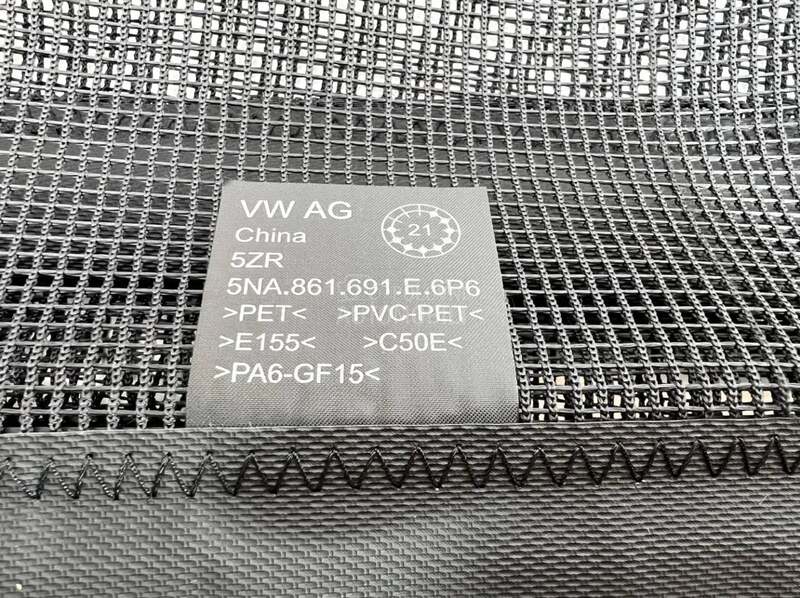 VW AG
21
China
5ZR
5NA.861.691.E.6P6
>PET< >PVC-PET<
>E155< >C50E<
>PA6-GF15<